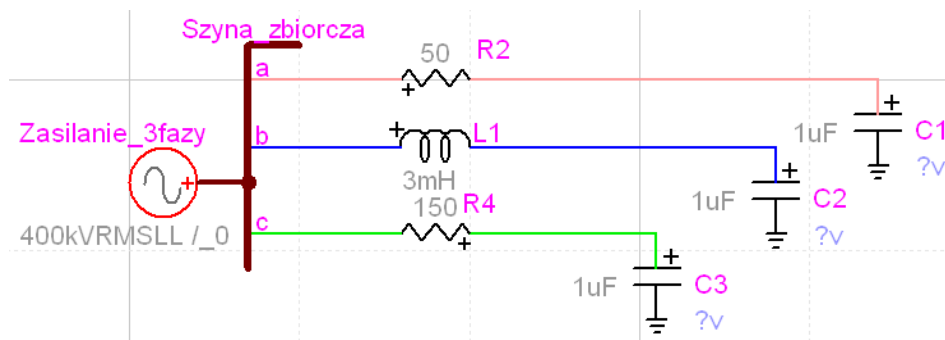 Szyna_zbiorcza
a
50
R2
+
+
1uF
C1
?v
Zasilanie_3fazy
+
400kVRMSLL /_0
b
+
L1
3mH
+
1uF
C2
?v
c
150
R4
+
+
1uF
C3
?v